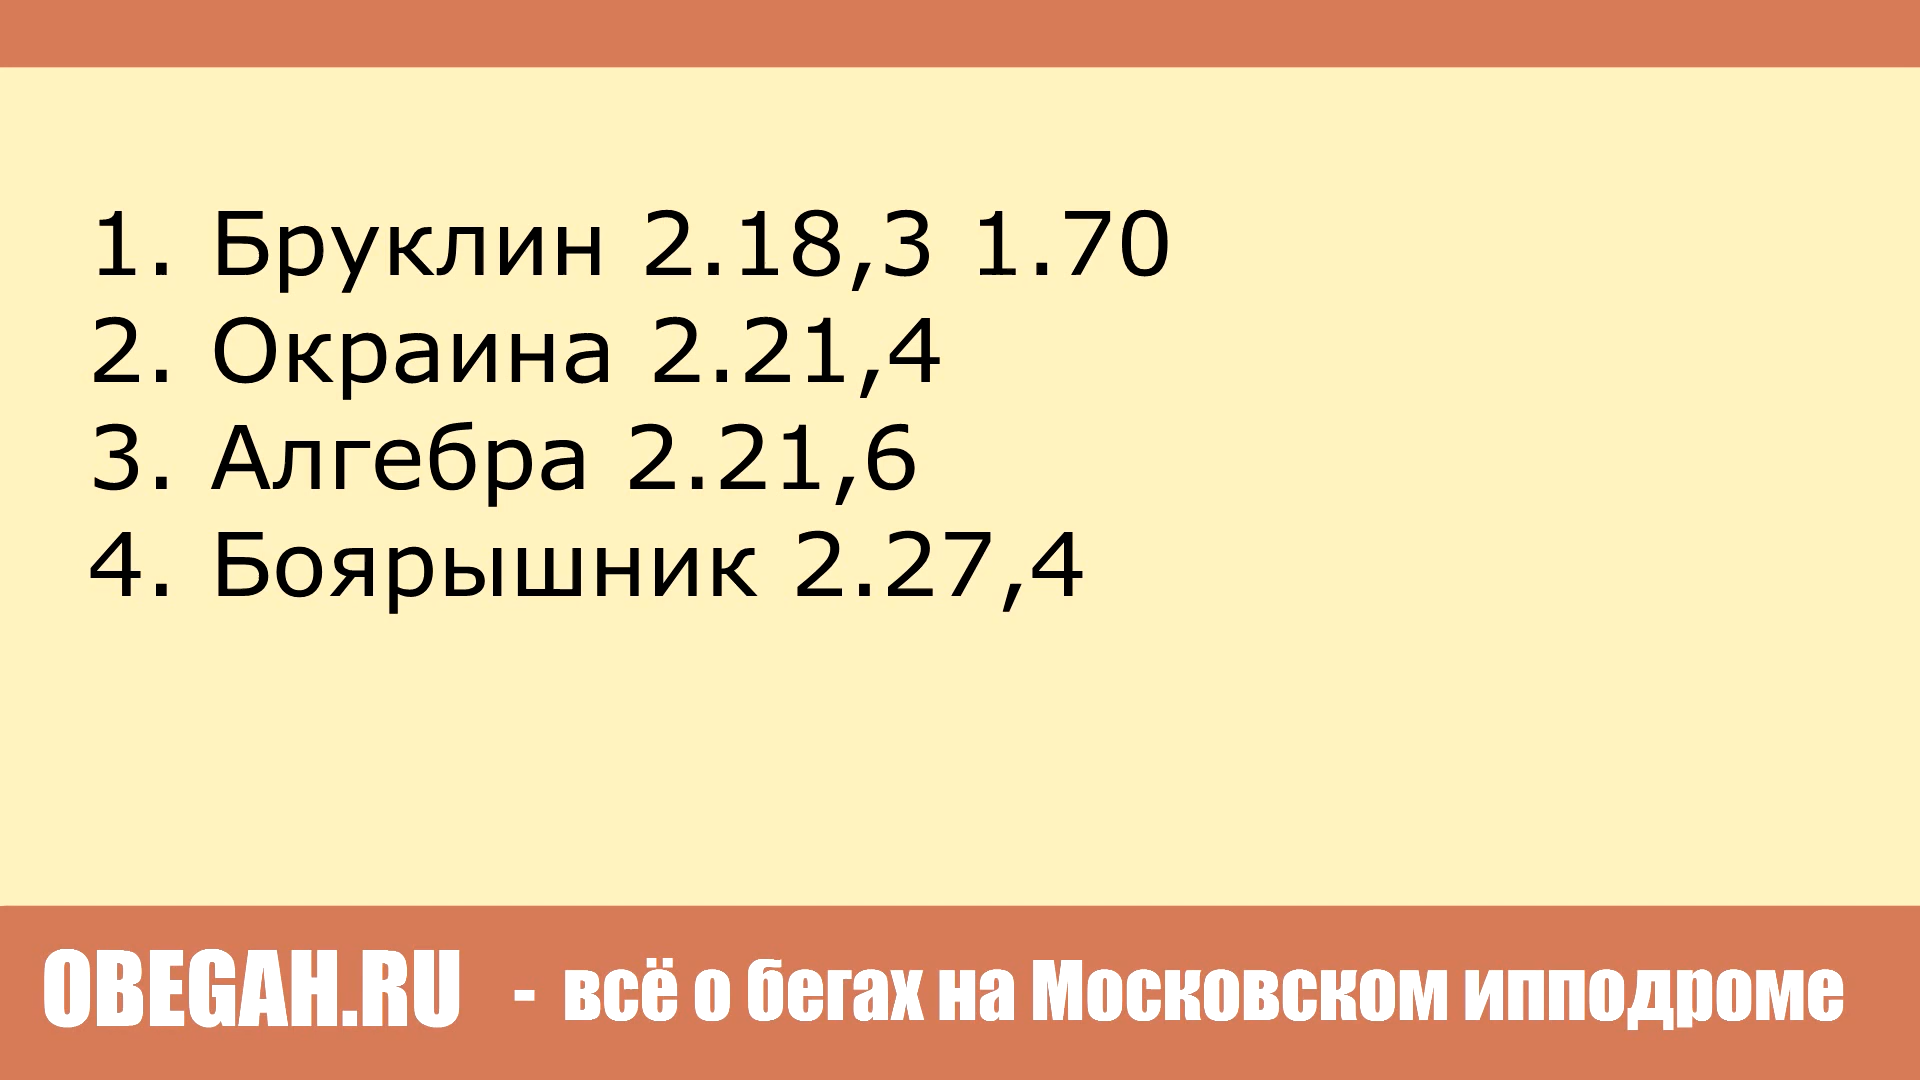 1. Бруклин 2.18,3 1.70
2. Окраина 2.21,4
3. Алгебра 2.21,6
4. Боярышник 2.27,4
OBEGAH.RU - всё о бегах на Московском ипподроме